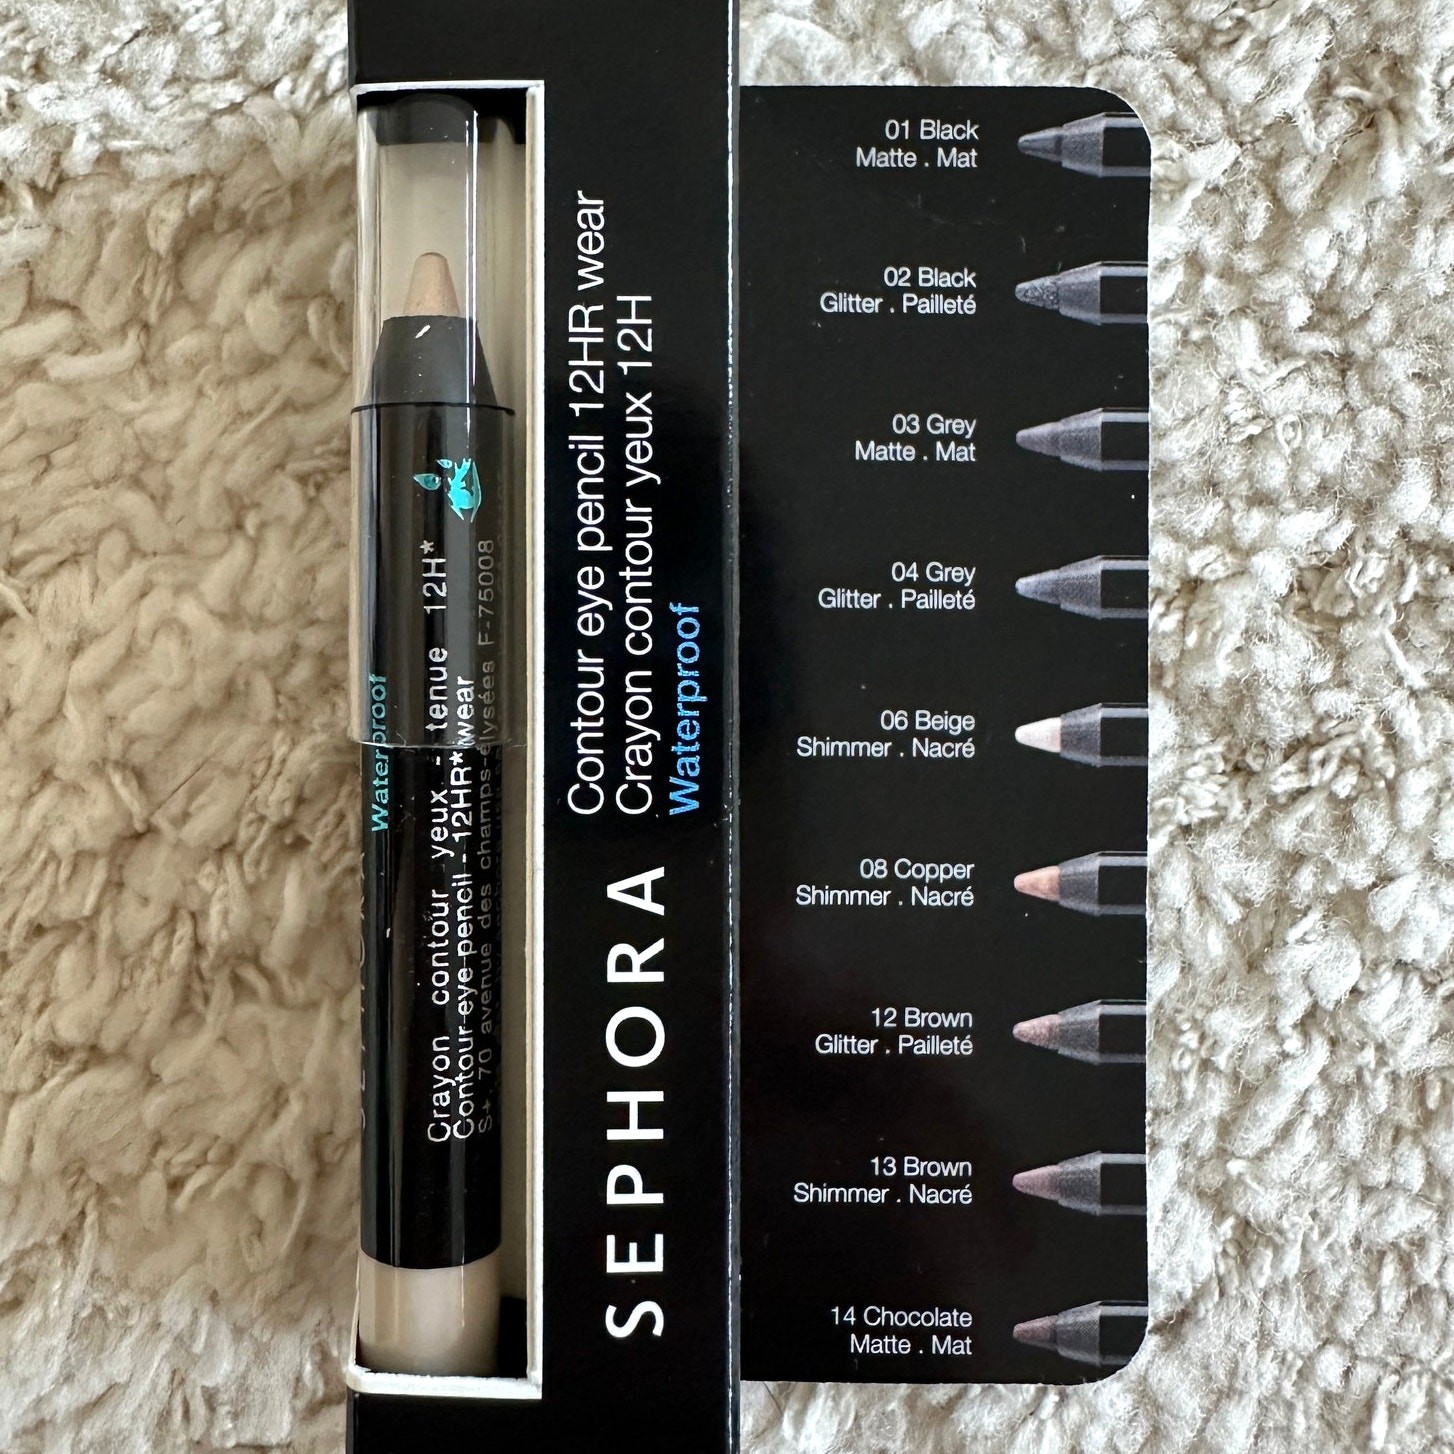 Waterproof
Crayon contour yeux - tenue 12H*
Contour eye pencil - 12HR* wear
S+. 70 avenue des champs-élysées F-75008
Contour eye pencil 12HR wear
Crayon contour yeux 12H
Waterproof
SEPHORA
01 Black
Matte . Mat
02 Black
Glitter . Pailleté
03 Grey
Matte . Mat
04 Grey
Glitter . Pailleté
06 Beige
Shimmer . Nacré
08 Copper
Shimmer . Nacré
12 Brown
Glitter . Pailleté
13 Brown
Shimmer . Nacré
14 Chocolate
Matte . Mat